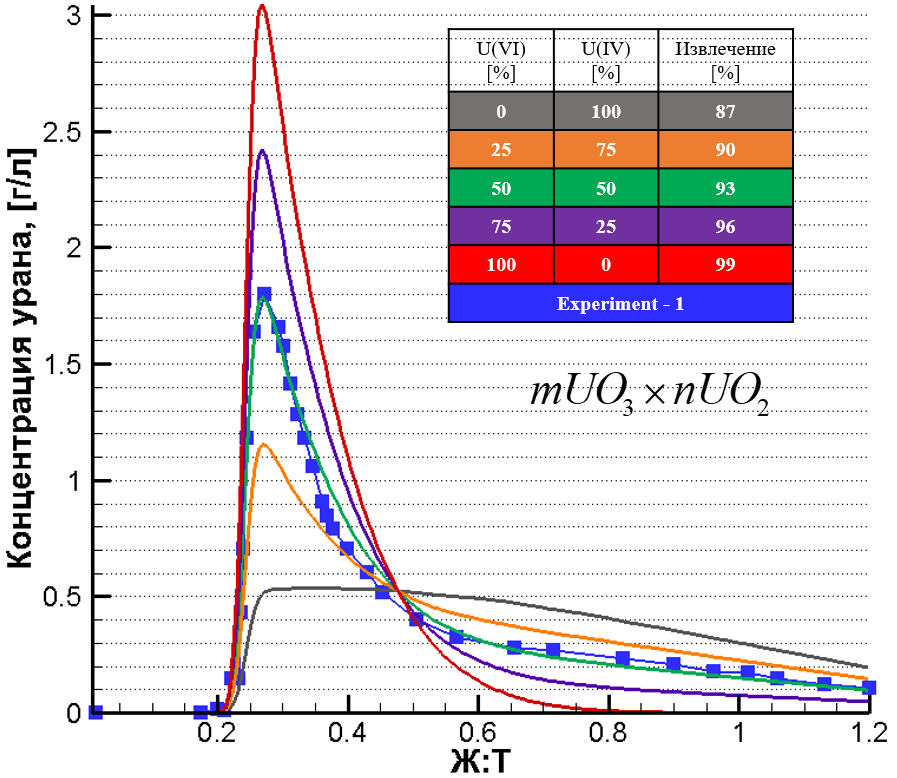 3
2.5
2
1.5
1
0.5
0
0.2
0.4
0.6
0.8
1
1.2
Концентрация урана, [г/л]
Ж:Т
U(VI) [%] U(IV) [%] Извлечение [%]
0 100 87
25 75 90
50 50 93
75 25 96
100 0 99
Experiment - 1
mUO₃×nUO₂